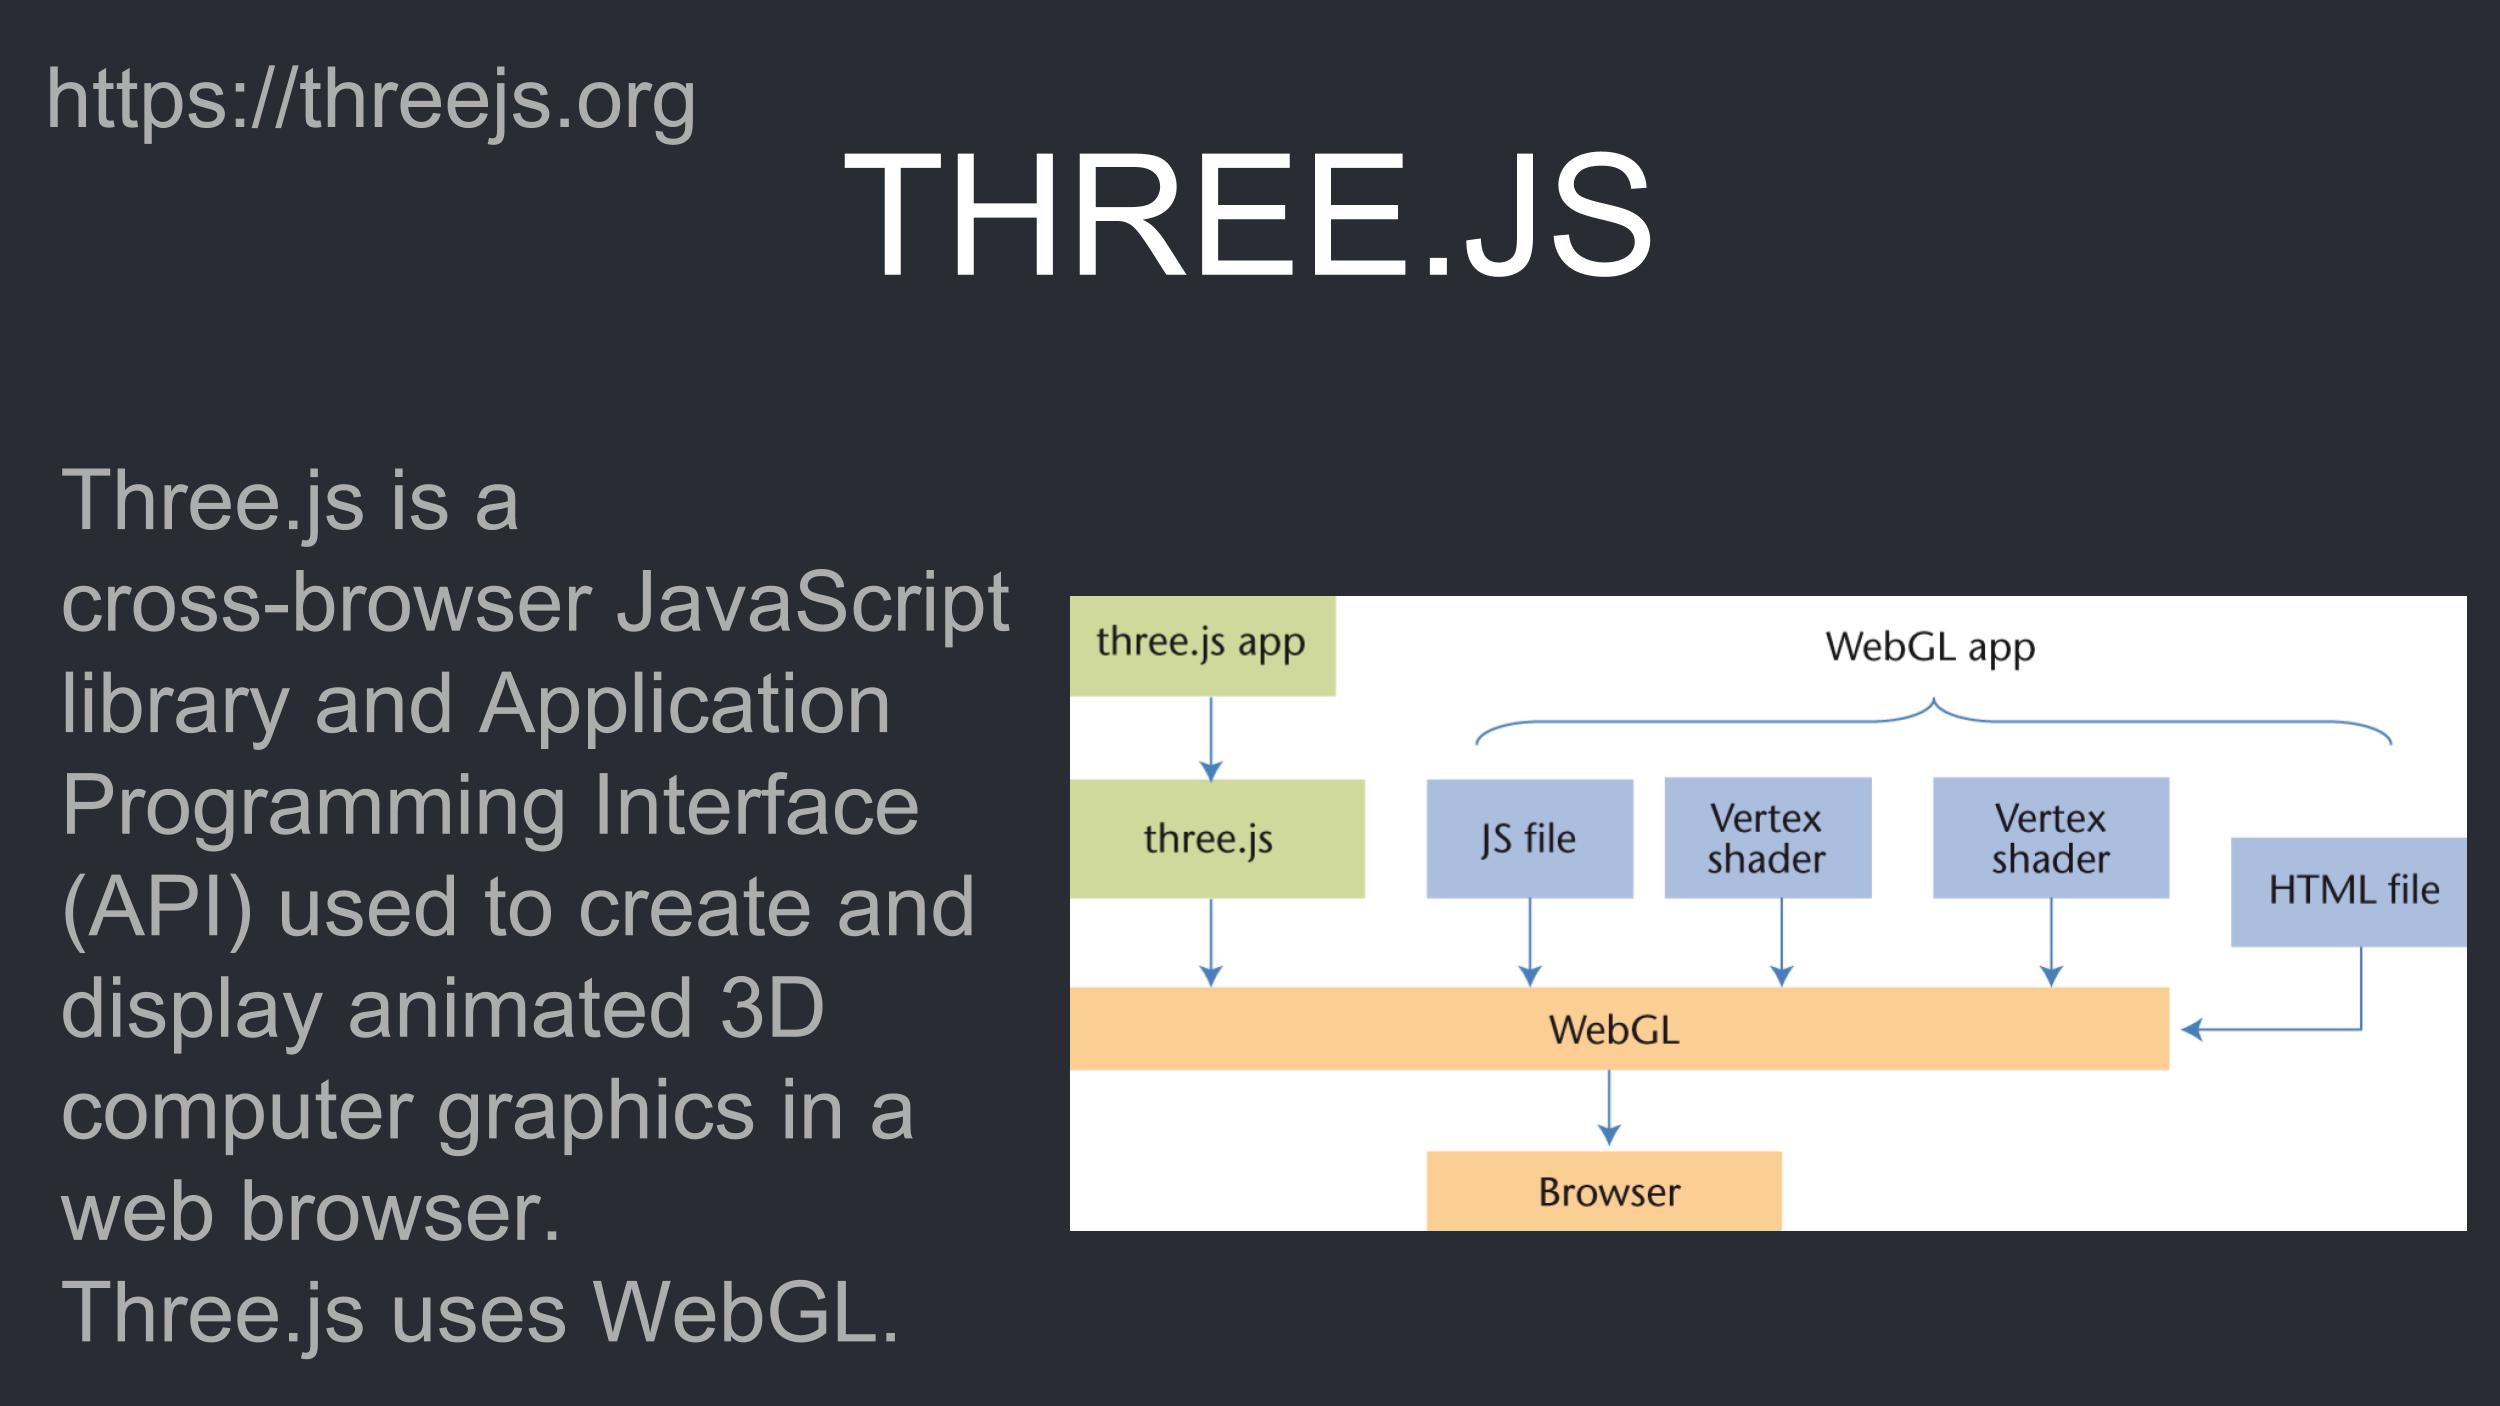 https://threejs.org
THREE.JS
Three.js is a
cross-browser JavaScript
library and Application
Programming Interface
(API) used to create and
display animated 3D
computer graphics in a
web browser.
Three.js uses WebGL.
three.js app
WebGL app
three.js
JS file
Vertex
shader
Vertex
shader
HTML file
WebGL
Browser